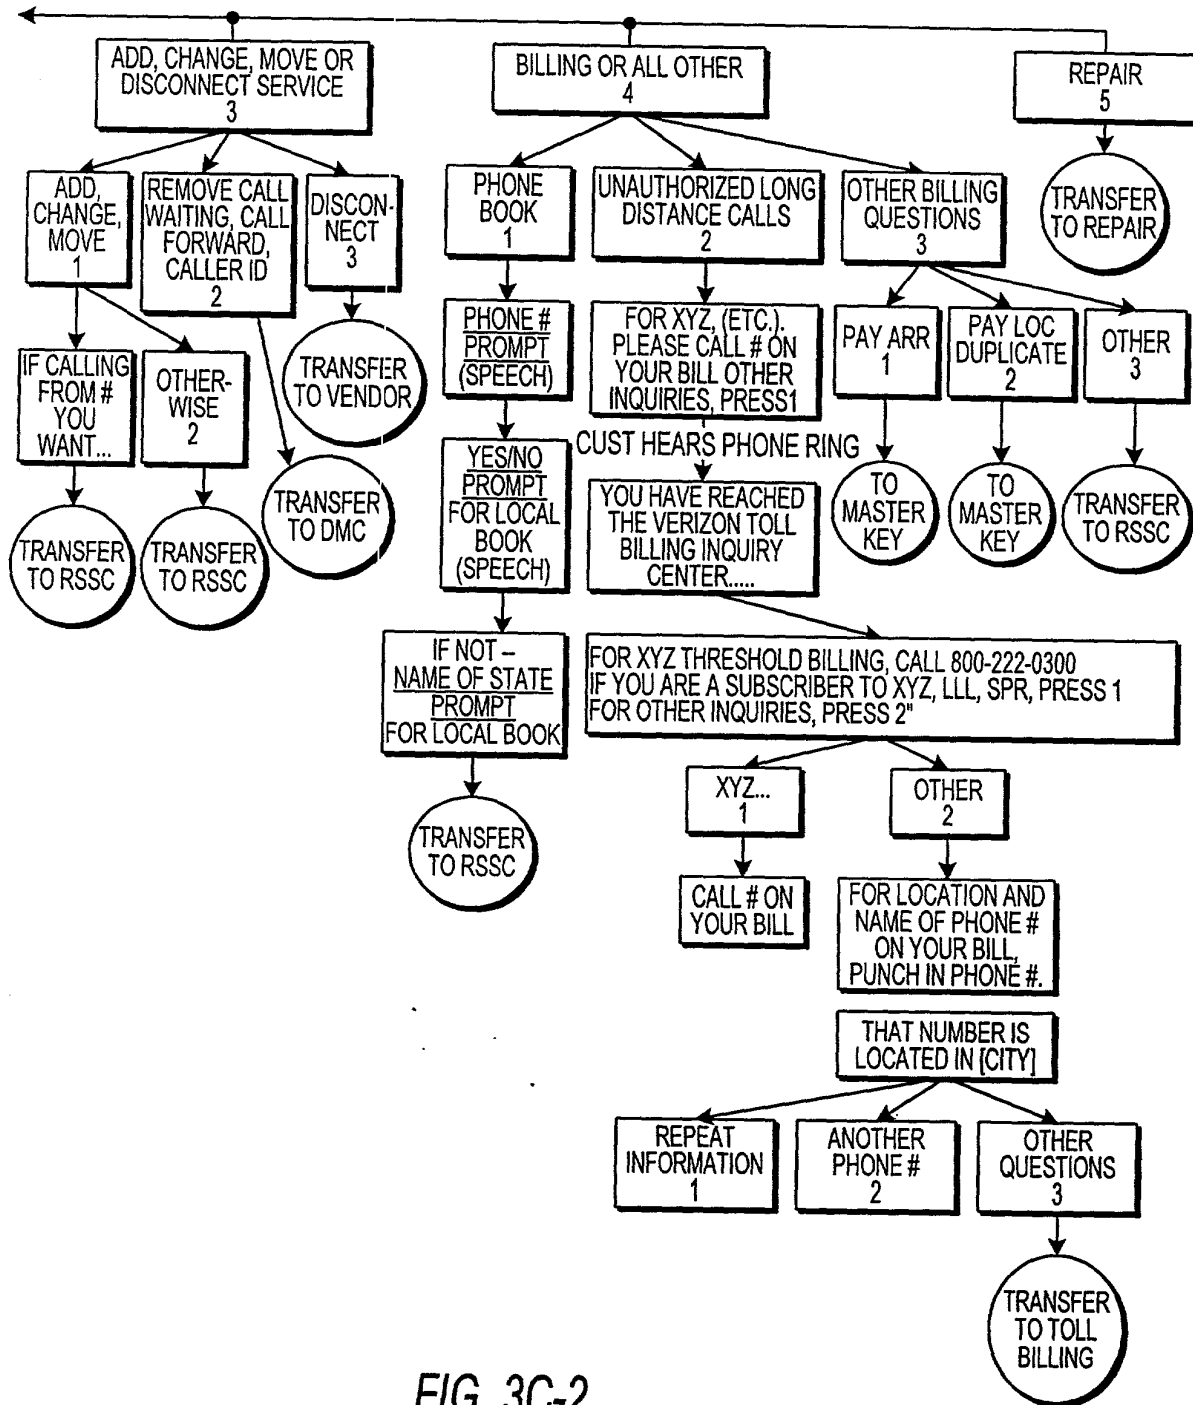 ADD, CHANGE, MOVE OR
DISCONNECT SERVICE
3
BILLING OR ALL OTHER
4
REPAIR
5
ADD,
CHANGE,
MOVE
1
REMOVE CALL
WAITING, CALL
FORWARD,
CALLER ID
2
DISCON-
NECT
3
PHONE
BOOK
1
UNAUTHORIZED LONG
DISTANCE CALLS
2
OTHER BILLING
QUESTIONS
3
TRANSFER
TO REPAIR
IF CALLING
FROM #
YOU
WANT...
OTHER-
WISE
2
TRANSFER
TO VENDOR
PHONE #
PROMPT
(SPEECH)
FOR XYZ, (ETC.).
PLEASE CALL # ON
YOUR BILL OTHER
INQUIRIES, PRESS1
PAY ARR
1
PAY LOC
DUPLICATE
2
OTHER
3
CUST HEARS PHONE RING
TRANSFER
TO RSSC
TRANSFER
TO RSSC
TRANSFER
TO DMC
YES/NO
PROMPT
FOR LOCAL
BOOK
(SPEECH)
YOU HAVE REACHED
THE VERIZON TOLL
BILLING INQUIRY
CENTER.....
TO
MASTER
KEY
TO
MASTER
KEY
TRANSFER
TO RSSC
IF NOT –
NAME OF STATE
PROMPT
FOR LOCAL BOOK
FOR XYZ THRESHOLD BILLING, CALL 800-222-0300
IF YOU ARE A SUBSCRIBER TO XYZ, LLL, SPR, PRESS 1
FOR OTHER INQUIRIES, PRESS 2"
TRANSFER
TO RSSC
XYZ...
1
OTHER
2
CALL # ON
YOUR BILL
FOR LOCATION AND
NAME OF PHONE #
ON YOUR BILL,
PUNCH IN PHONE #.
THAT NUMBER IS
LOCATED IN [CITY]
REPEAT
INFORMATION
1
ANOTHER
PHONE #
2
OTHER
QUESTIONS
3
TRANSFER
TO TOLL
BILLING
FIG. 3C-2